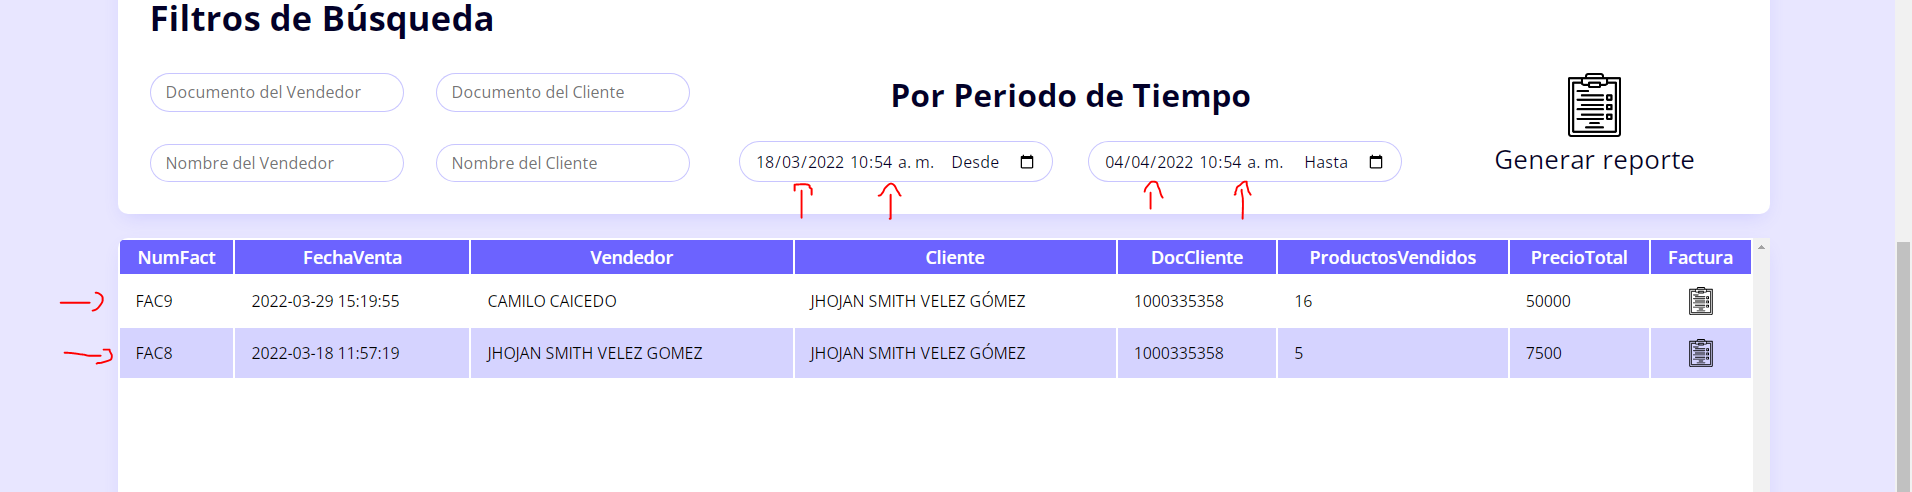 Filtros de Búsqueda
Documento del Vendedor
Documento del Cliente
Por Periodo de Tiempo
Nombre del Vendedor
Nombre del Cliente
18/03/2022 10:54 a. m. Desde
04/04/2022 10:54 a. m. Hasta
Generar reporte
NumFact FechaVenta Vendedor Cliente DocCliente ProductosVendidos PrecioTotal Factura
FAC9 2022-03-29 15:19:55 CAMILO CAICEDO JHOJAN SMITH VELEZ GÓMEZ 1000335358 16 50000
FAC8 2022-03-18 11:57:19 JHOJAN SMITH VELEZ GOMEZ JHOJAN SMITH VELEZ GÓMEZ 1000335358 5 7500